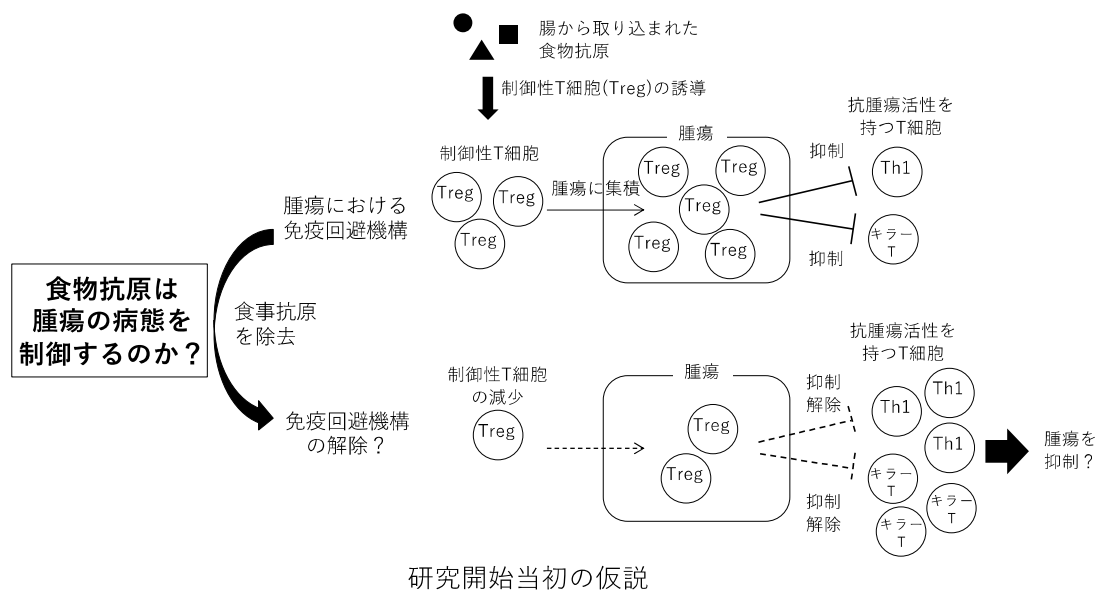 腸から取り込まれた
食物抗原
制御性T細胞(Treg)の誘導
制御性T細胞
Treg
Treg
Treg
腫瘍に集積
腫瘍
Treg
Treg
Treg
Treg
Treg
抑制
抑制
抗腫瘍活性を
持つT細胞
Th1
キラー
T
腫瘍における
免疫回避機構
食物抗原は
腫瘍の病態を
制御するのか？
食事抗原
を除去
免疫回避機構
の解除？
制御性T細胞
の減少
Treg
腫瘍
Treg
Treg
抑制
解除
抑制
解除
抗腫瘍活性を
持つT細胞
Th1
Th1
Th1
キラー
T
キラー
T
キラー
T
腫瘍を
抑制？
研究開始当初の仮説